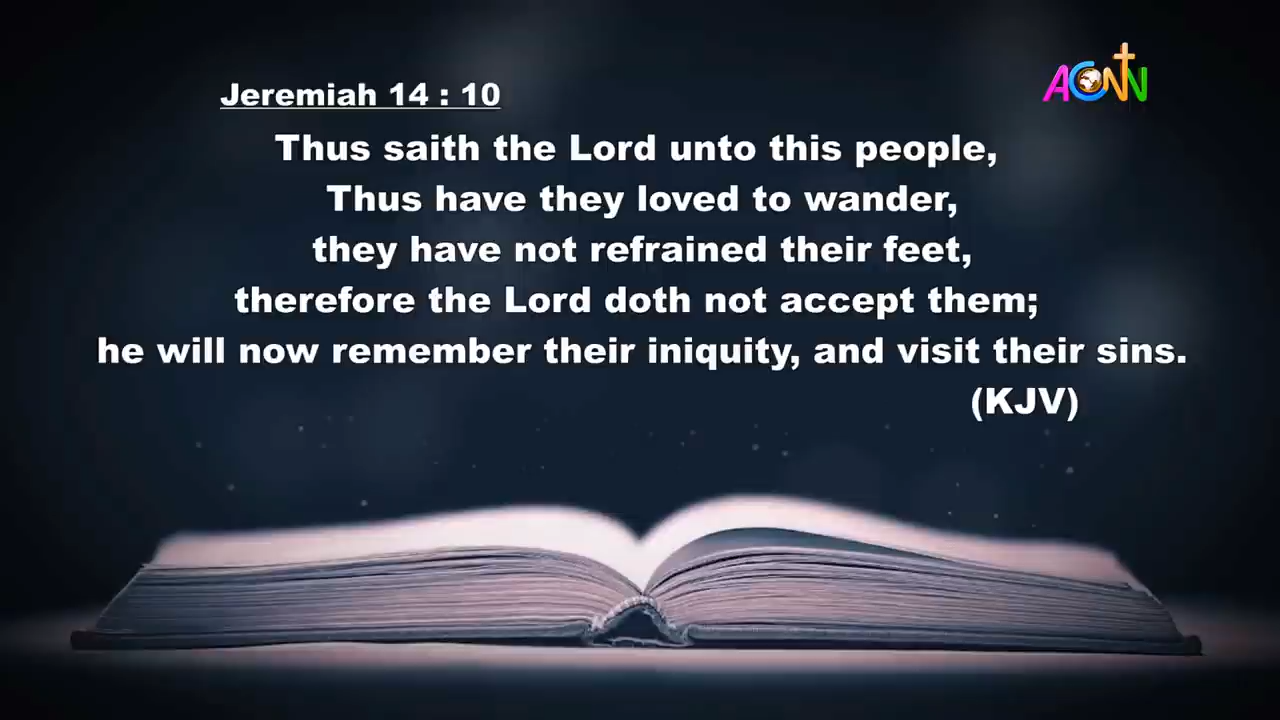 ACNN
Jeremiah 14 : 10
Thus saith the Lord unto this people,
Thus have they loved to wander,
they have not refrained their feet,
therefore the Lord doth not accept them;
he will now remember their iniquity, and visit their sins.
(KJV)